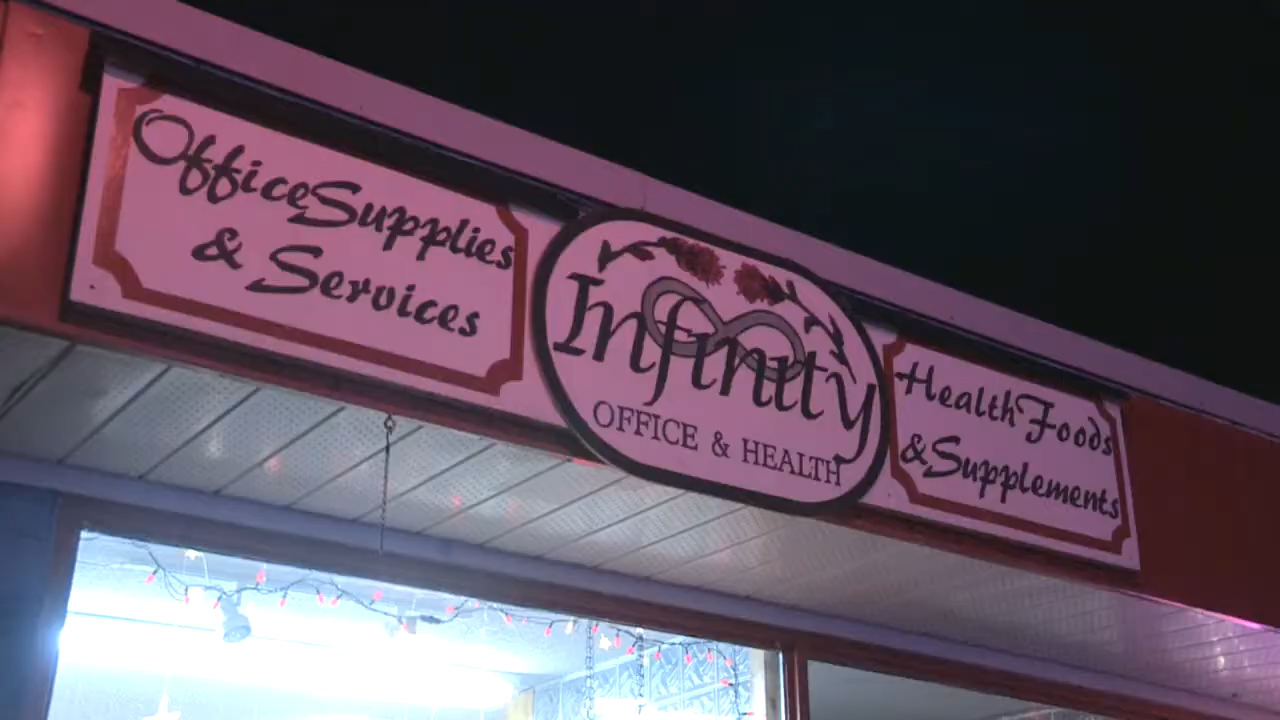 Office Supplies
& Services
Infinity
OFFICE & HEALTH
Health Foods
& Supplements